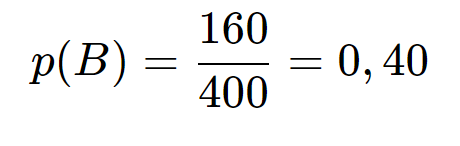 p(B) = 160/400 = 0, 40